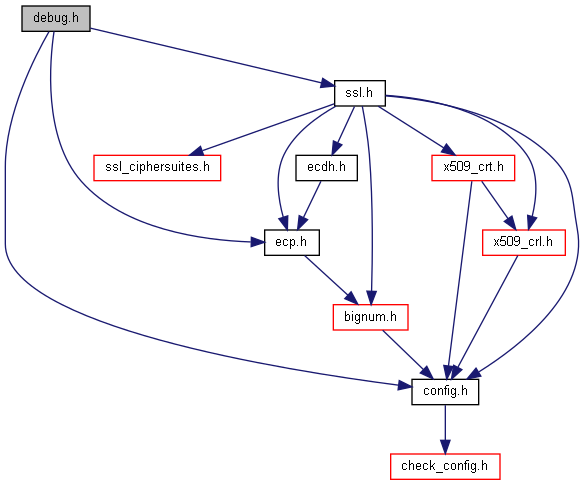 debug.h
ssl.h
ssl_ciphersuites.h
ecdh.h
x509_crt.h
ecp.h
x509_crl.h
bignum.h
config.h
check_config.h